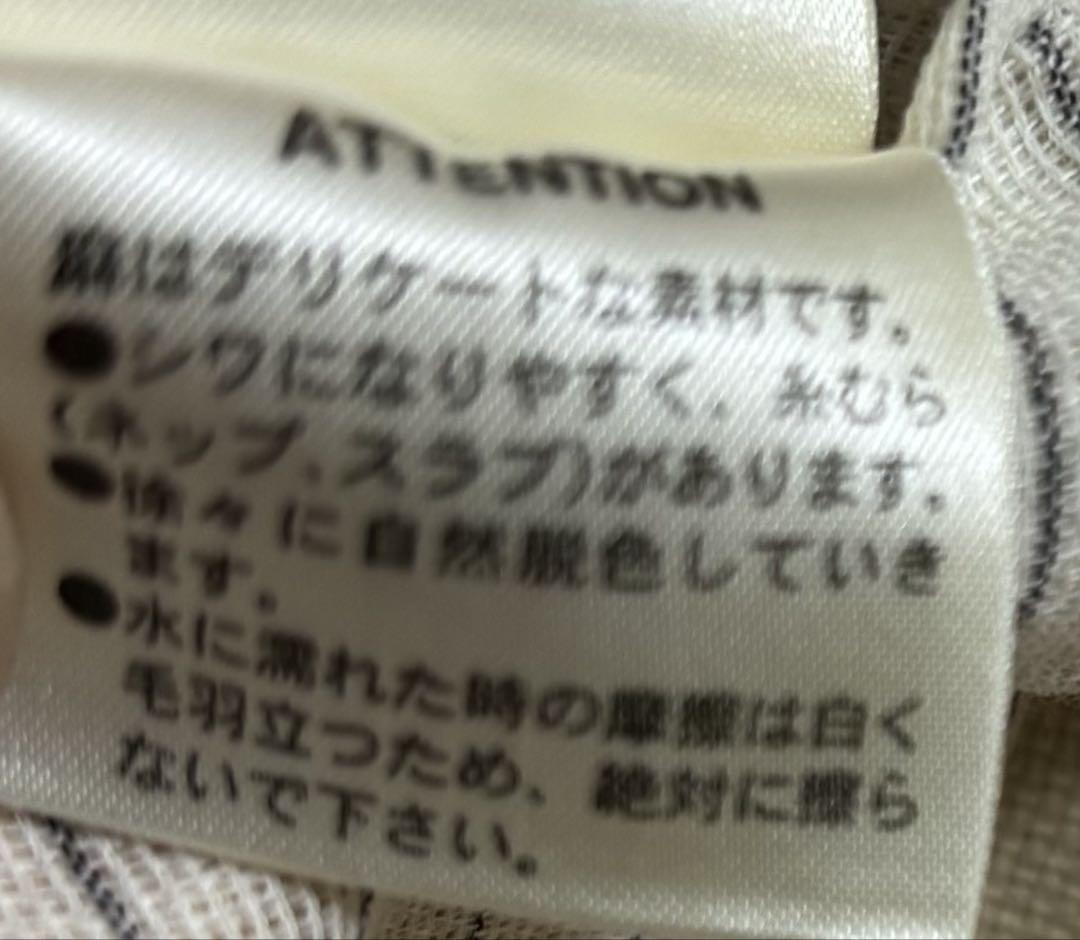 ATTENTION
麻はデリケートな素材です。
●シワになりやすく、糸むら
(ネップ、スラブ)があります。
●徐々に自然脱色していき
ます。
●水に濡れた時の摩擦は白く
毛羽立つため、絶対に擦ら
ないで下さい。